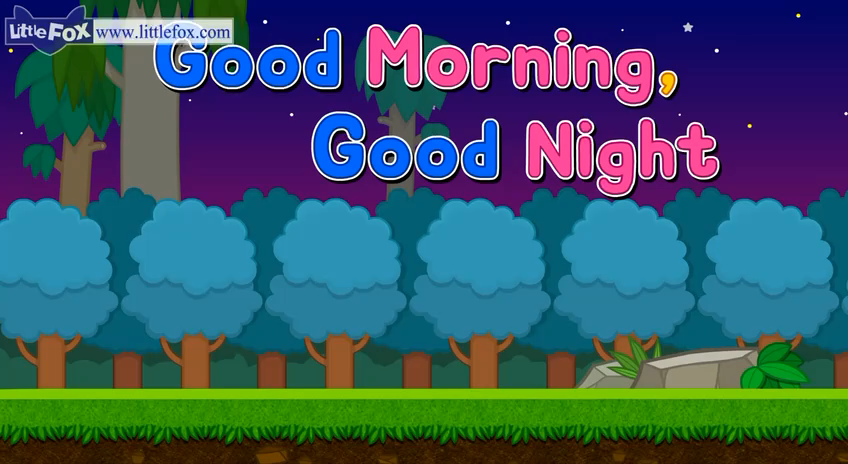 Little Fox
www.littlefox.com
Good Morning,
Good Night